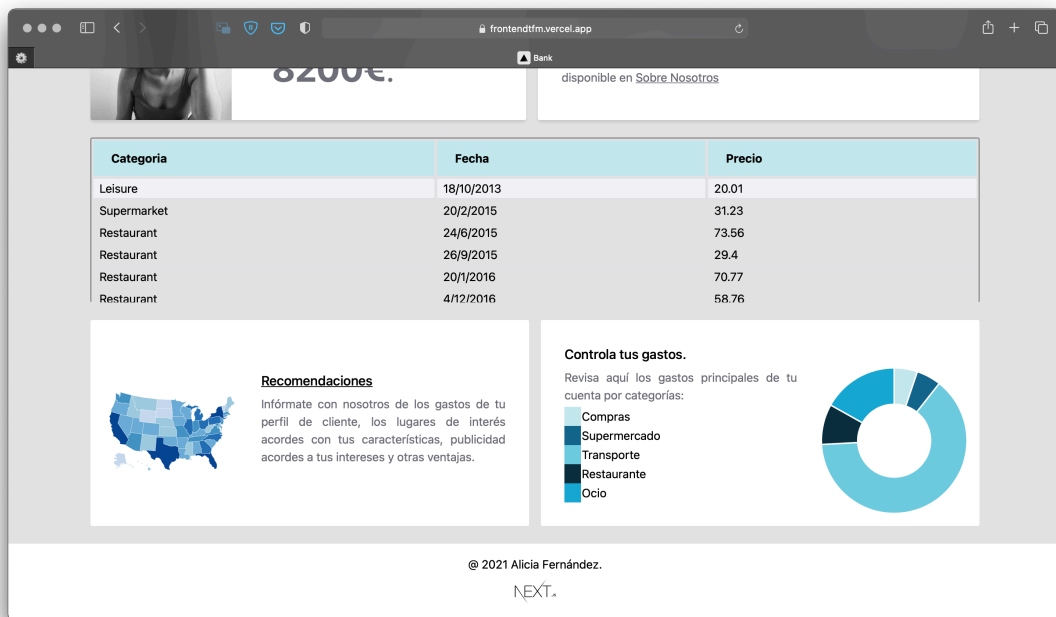 frontendtfm.vercel.app
Bank
8200€.
disponible en Sobre Nosotros
Categoria Fecha Precio
Leisure 18/10/2013 20.01
Supermarket 20/2/2015 31.23
Restaurant 24/6/2015 73.56
Restaurant 26/9/2015 29.4
Restaurant 20/1/2016 70.77
Restaurant 4/12/2016 58.76
Recomendaciones
Infórmate con nosotros de los gastos de tu
perfil de cliente, los lugares de interés
acordes con tus características, publicidad
acordes a tus intereses y otras ventajas.
Controla tus gastos.
Revisa aquí los gastos principales de tu
cuenta por categorías:
Compras
Supermercado
Transporte
Restaurante
Ocio
@ 2021 Alicia Fernández.
NEXT.JS